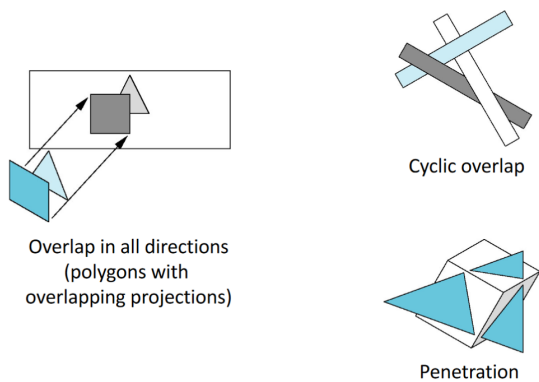 Overlap in all directions
(polygons with
overlapping projections)
Cyclic overlap
Penetration